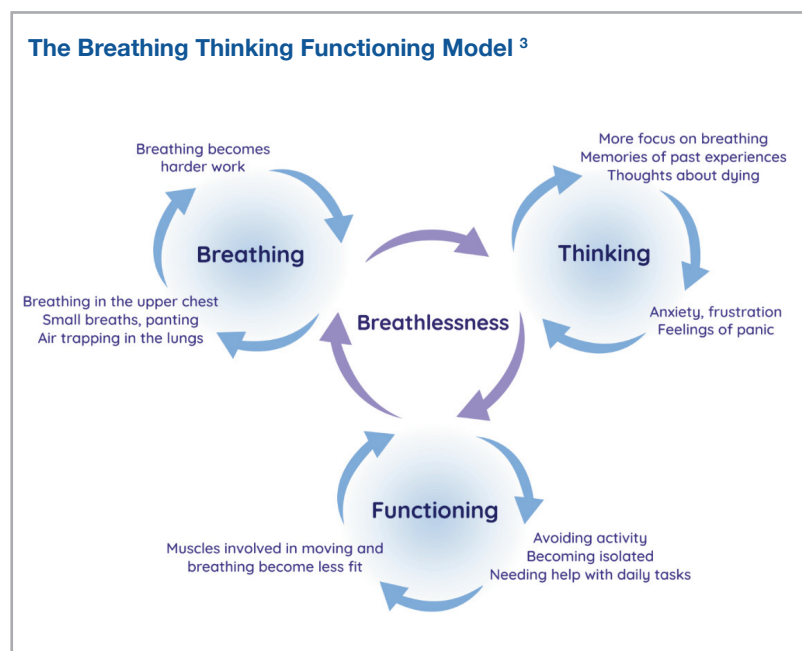 The Breathing Thinking Functioning Model 3
Breathing becomes
harder work
Breathing
Breathing in the upper chest
Small breaths, panting
Air trapping in the lungs
More focus on breathing
Memories of past experiences
Thoughts about dying
Thinking
Anxiety, frustration
Feelings of panic
Breathlessness
Functioning
Avoiding activity
Becoming isolated
Needing help with daily tasks
Muscles involved in moving and
breathing become less fit